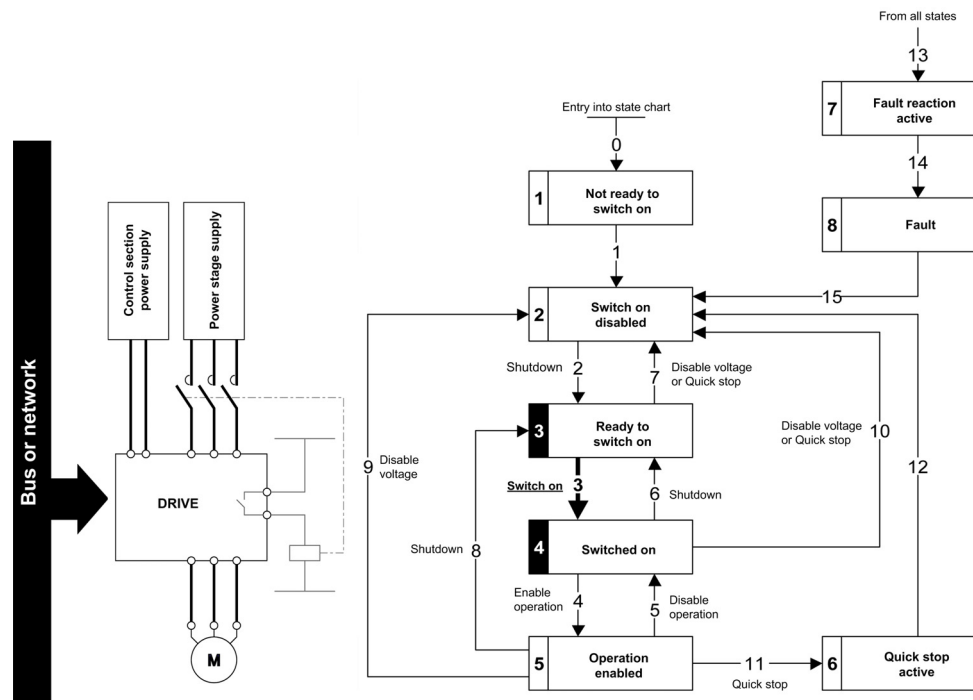 Bus or network
Control section
power supply
Power stage supply
DRIVE
M
From all states
13
7
Fault reaction
active
14
8
Fault
15
Entry into state chart
0
1
Not ready to
switch on
1
2
Switch on
disabled
Shutdown
2
7
Disable voltage
or Quick stop
3
Ready to
switch on
Switch on
3
6
Shutdown
Disable voltage
or Quick stop
10
12
9
Disable
voltage
Shutdown
8
4
Switched on
Enable
operation
4
5
Disable
operation
5
Operation
enabled
11
Quick stop
6
Quick stop
active